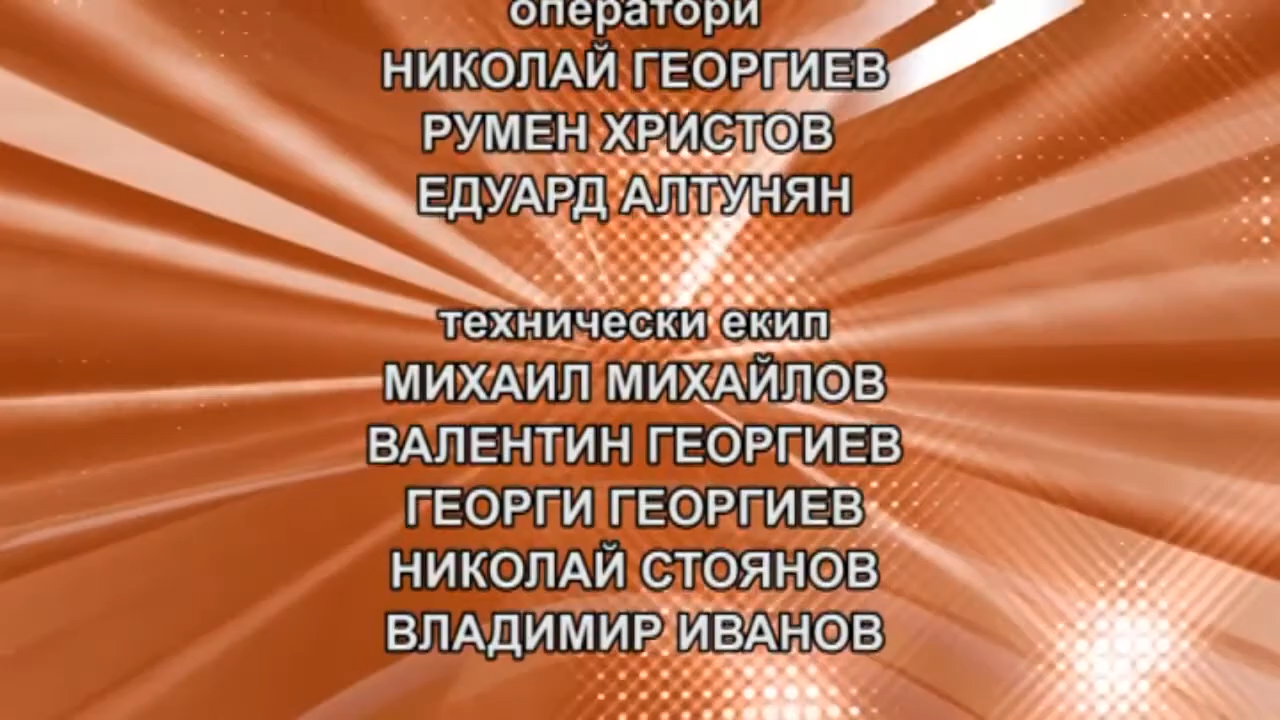 оператори
НИКОЛАЙ ГЕОРГИЕВ
РУМЕН ХРИСТОВ
ЕДУАРД АЛТУНЯН
технически екип
МИХАИЛ МИХАЙЛОВ
ВАЛЕНТИН ГЕОРГИЕВ
ГЕОРГИ ГЕОРГИЕВ
НИКОЛАЙ СТОЯНОВ
ВЛАДИМИР ИВАНОВ